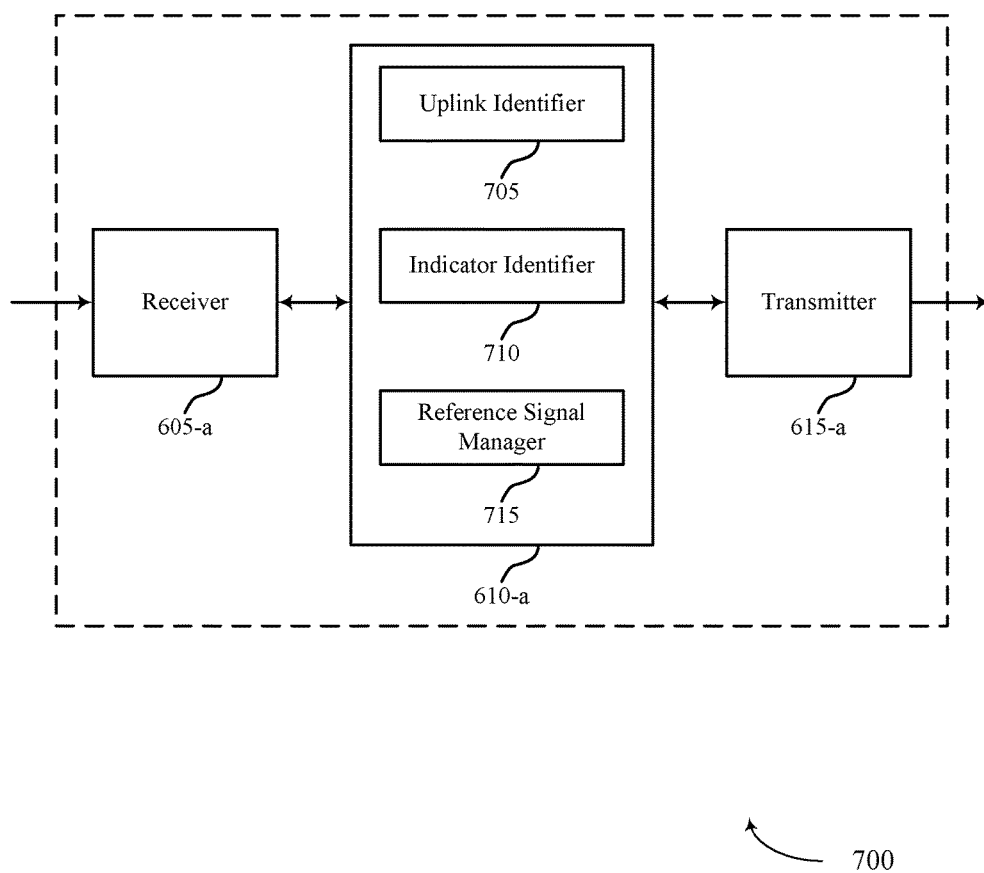 Uplink Identifier
705
Receiver
605-a
Indicator Identifier
710
Transmitter
615-a
Reference Signal
Manager
715
610-a
700